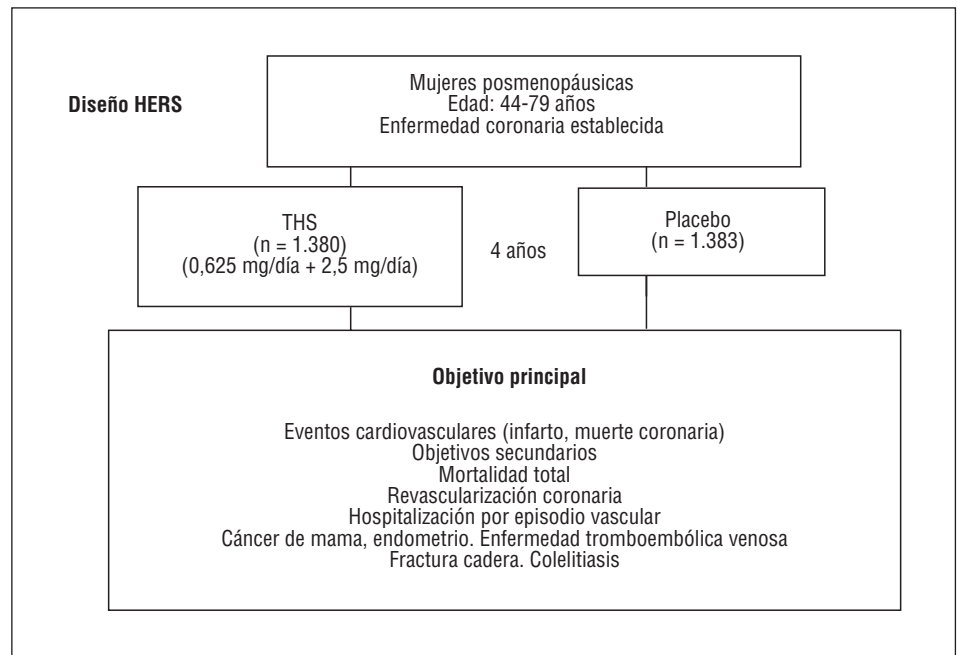 Diseño HERS
Mujeres posmenopáusicas
Edad: 44-79 años
Enfermedad coronaria establecida
THS
(n = 1.380)
(0,625 mg/día + 2,5 mg/día)
4 años
Placebo
(n = 1.383)
Objetivo principal
Eventos cardiovasculares (infarto, muerte coronaria)
Objetivos secundarios
Mortalidad total
Revascularización coronaria
Hospitalización por episodio vascular
Cáncer de mama, endometrio. Enfermedad tromboembólica venosa
Fractura cadera. Colelitiasis